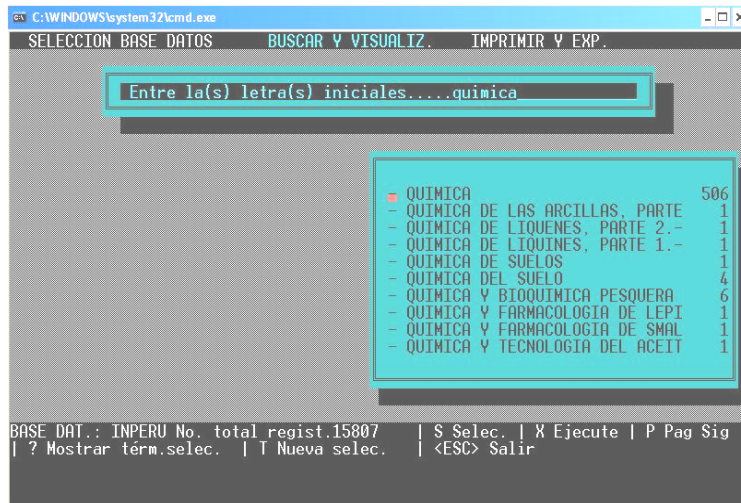 C:\WINDOWS\system32\cmd.exe
SELECCION BASE DATOS BUSCAR Y VISUALIZ. IMPRIMIR Y EXP.
Entre la(s) letra(s) iniciales.....quimica
- QUIMICA 506
- QUIMICA DE LAS ARCILLAS, PARTE 1
- QUIMICA DE LIQUENES, PARTE 2.- 1
- QUIMICA DE LIQUINES, PARTE 1.- 1
- QUIMICA DE SUELOS 1
- QUIMICA DEL SUELO 4
- QUIMICA Y BIOQUIMICA PESQUERA 6
- QUIMICA Y FARMACOLOGIA DE LEPI 1
- QUIMICA Y FARMACOLOGIA DE SMAL 1
- QUIMICA Y TECNOLOGIA DEL ACEIT 1
BASE DAT.: INPERU No. total regist.15807 | S Selec. | X Ejecute | P Pag Sig
| ? Mostrar térm.selec. | T Nueva selec. | <ESC> Salir